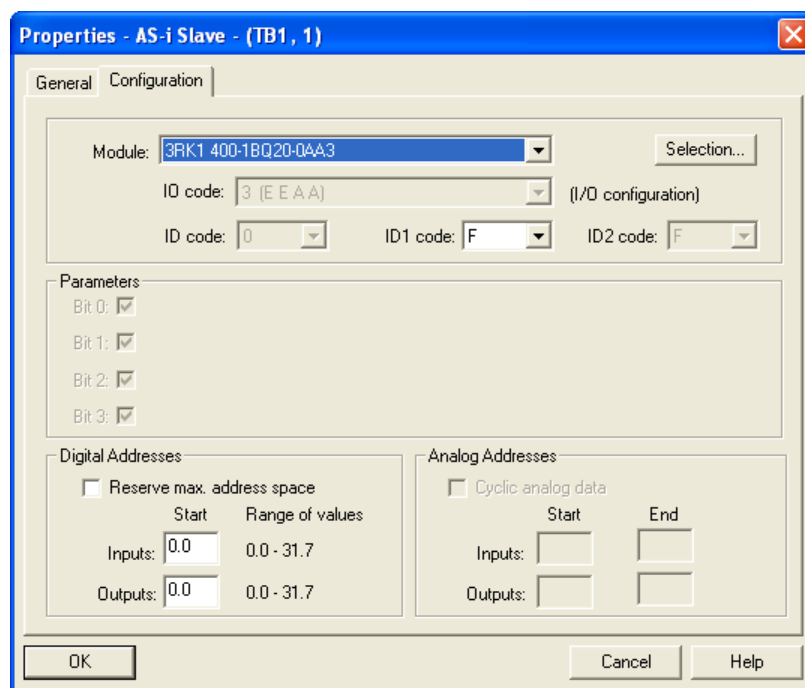 Properties - AS-i Slave - (TB1, 1)
General Configuration
Module: 3RK1 400-1BQ20-0AA3 Selection...
IO code: 3 (E E A A) (I/O configuration)
ID code: 0 ID1 code: F ID2 code: F
Parameters
Bit 0:
Bit 1:
Bit 2:
Bit 3:
Digital Addresses
Reserve max. address space
Start Range of values
Inputs: 0.0 0.0 - 31.7
Outputs: 0.0 0.0 - 31.7
Analog Addresses
Cyclic analog data
Start End
Inputs:
Outputs:
OK Cancel Help